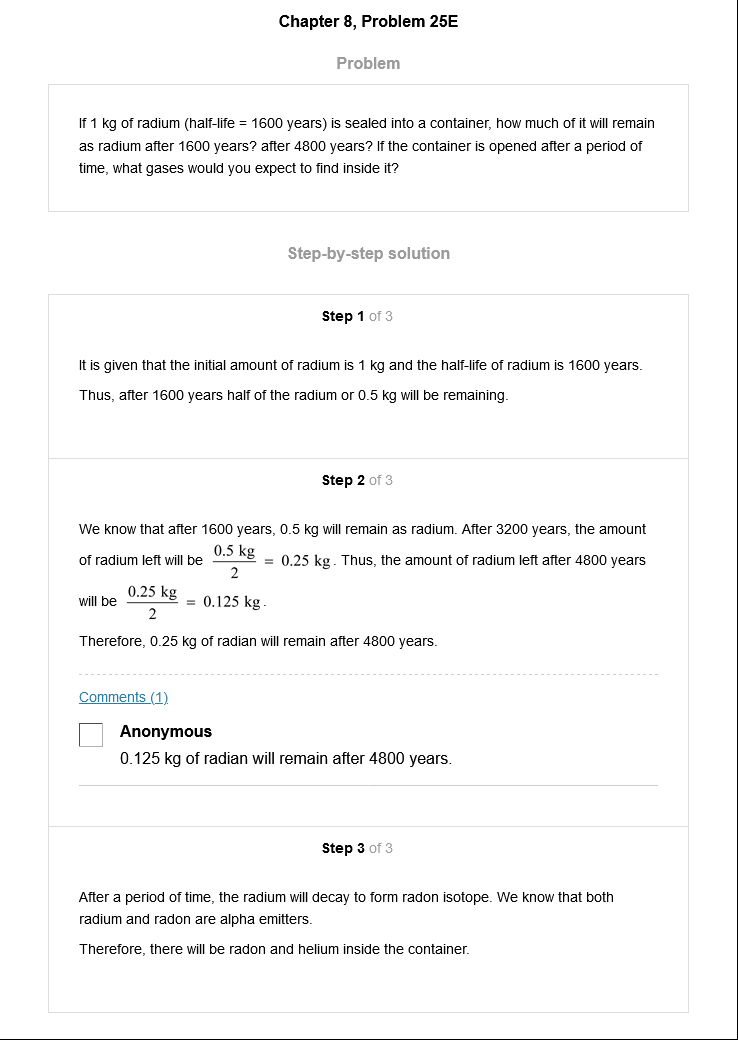 Chapter 8, Problem 25E
Problem
If 1 kg of radium (half-life = 1600 years) is sealed into a container, how much of it will remain
as radium after 1600 years? after 4800 years? If the container is opened after a period of
time, what gases would you expect to find inside it?
Step-by-step solution
Step 1 of 3
It is given that the initial amount of radium is 1 kg and the half-life of radium is 1600 years.
Thus, after 1600 years half of the radium or 0.5 kg will be remaining.
Step 2 of 3
We know that after 1600 years, 0.5 kg will remain as radium. After 3200 years, the amount
of radium left will be 0.5 kg / 2 = 0.25 kg. Thus, the amount of radium left after 4800 years
will be 0.25 kg / 2 = 0.125 kg.
Therefore, 0.25 kg of radian will remain after 4800 years.
Comments (1)
Anonymous
0.125 kg of radian will remain after 4800 years.
Step 3 of 3
After a period of time, the radium will decay to form radon isotope. We know that both
radium and radon are alpha emitters.
Therefore, there will be radon and helium inside the container.